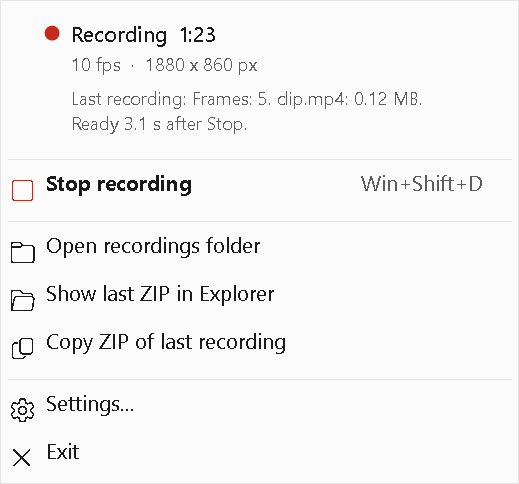 Recording 1:23
10 fps · 1880 x 860 px
Last recording: Frames: 5. clip.mp4: 0.12 MB.
Ready 3.1 s after Stop.
Stop recording Win+Shift+D
Open recordings folder
Show last ZIP in Explorer
Copy ZIP of last recording
Settings...
Exit